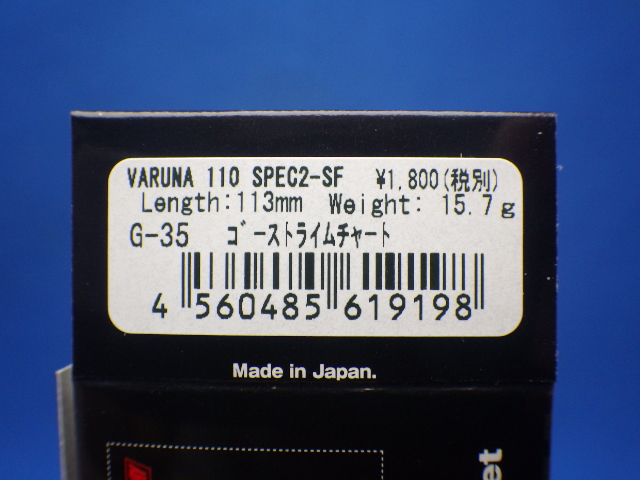 VARUNA 110 SPEC2-SF ¥1,800(税別)
Length:113mm Weight: 15.7g
G-35 ゴーストライムチャート
4 560485 619198
Made in Japan.
et